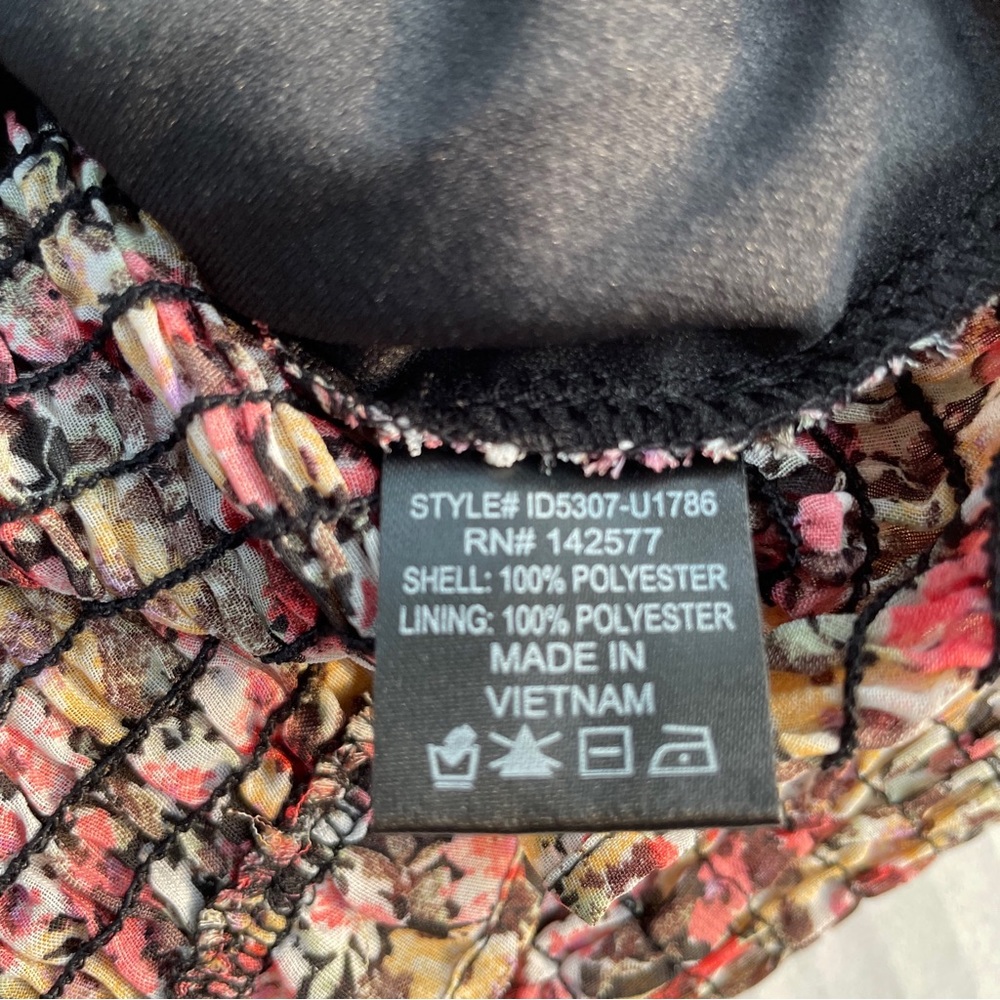 STYLE# ID5307-U1786
RN# 142577
SHELL: 100% POLYESTER
LINING: 100% POLYESTER
MADE IN
VIETNAM